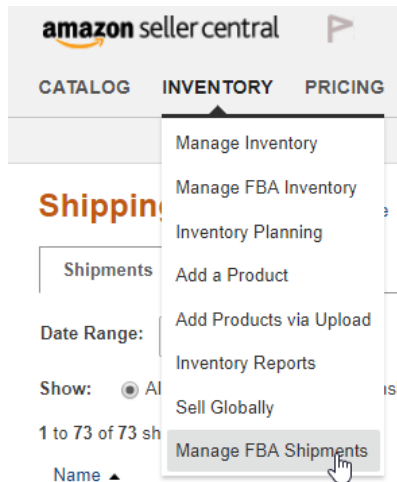 amazon seller central
CATALOG INVENTORY PRICING
Manage Inventory
Manage FBA Inventory
Shipping
Inventory Planning
Shipments
Add a Product
Add Products via Upload
Date Range:
Inventory Reports
Show:
Sell Globally
1 to 73 of 73
Manage FBA Shipments
Name